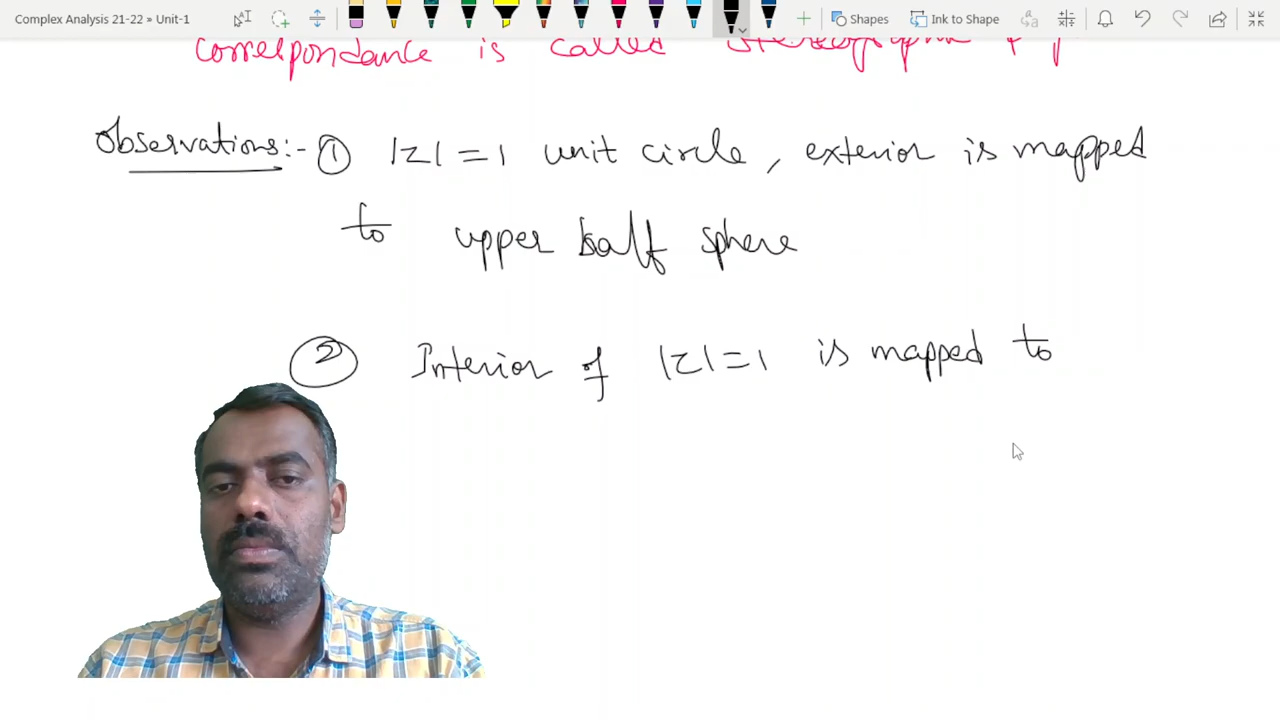 Complex Analysis 21-22 » Unit-1
Shapes
Ink to Shape
correspondance is called stereographic
Observations:- ① |z| = 1 unit circle, exterior is mapped
to upper half sphere
② Interior of |z| = 1 is mapped to